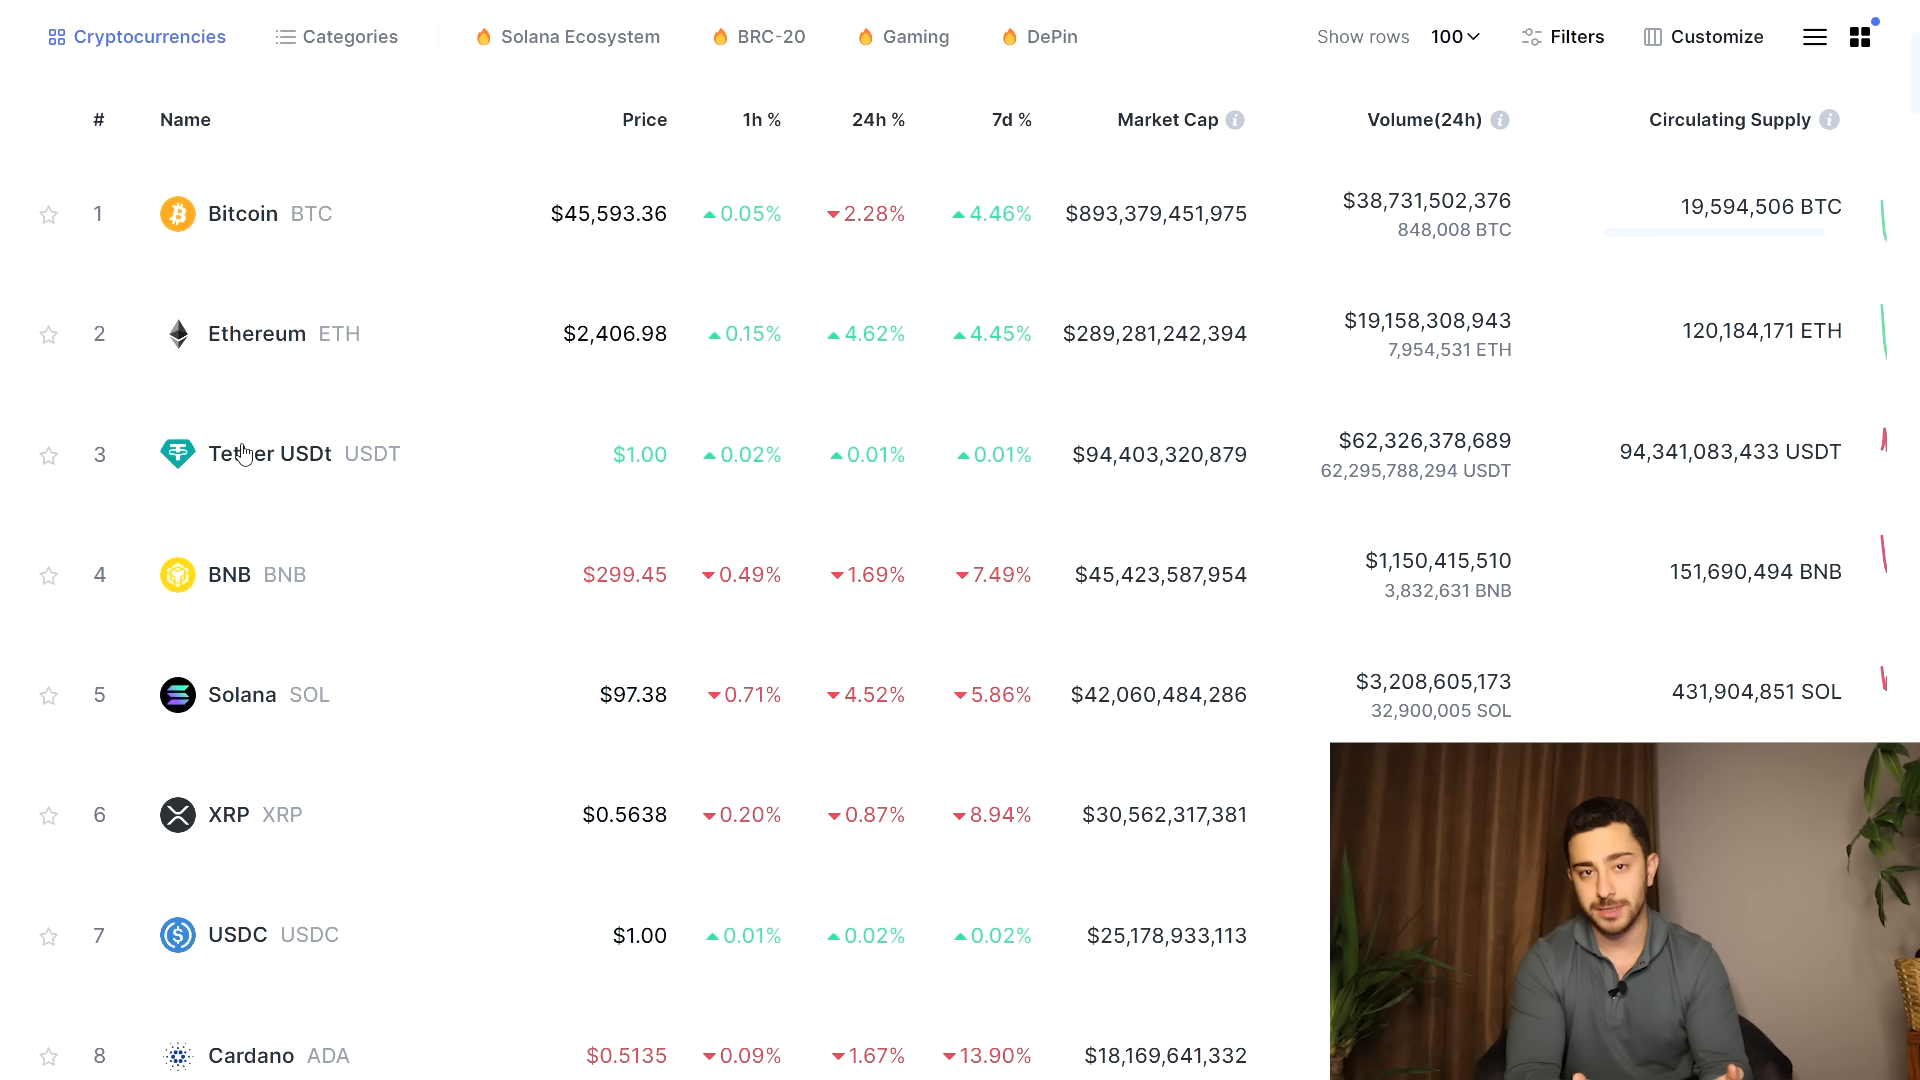 Cryptocurrencies Categories Solana Ecosystem BRC-20 Gaming DePin Show rows 100 Filters Customize
# Name Price 1h % 24h % 7d % Market Cap Volume(24h) Circulating Supply
1 Bitcoin BTC $45,593.36 0.05% 2.28% 4.46% $893,379,451,975 $38,731,502,376 19,594,506 BTC
848,008 BTC
2 Ethereum ETH $2,406.98 0.15% 4.62% 4.45% $289,281,242,394 $19,158,308,943 120,184,171 ETH
7,954,531 ETH
3 Tether USDt USDT $1.00 0.02% 0.01% 0.01% $94,403,320,879 $62,326,378,689 94,341,083,433 USDT
62,295,788,294 USDT
4 BNB BNB $299.45 0.49% 1.69% 7.49% $45,423,587,954 $1,150,415,510 151,690,494 BNB
3,832,631 BNB
5 Solana SOL $97.38 0.71% 4.52% 5.86% $42,060,484,286 $3,208,605,173 431,904,851 SOL
32,900,005 SOL
6 XRP XRP $0.5638 0.20% 0.87% 8.94% $30,562,317,381
7 USDC USDC $1.00 0.01% 0.02% 0.02% $25,178,933,113
8 Cardano ADA $0.5135 0.09% 1.67% 13.90% $18,169,641,332